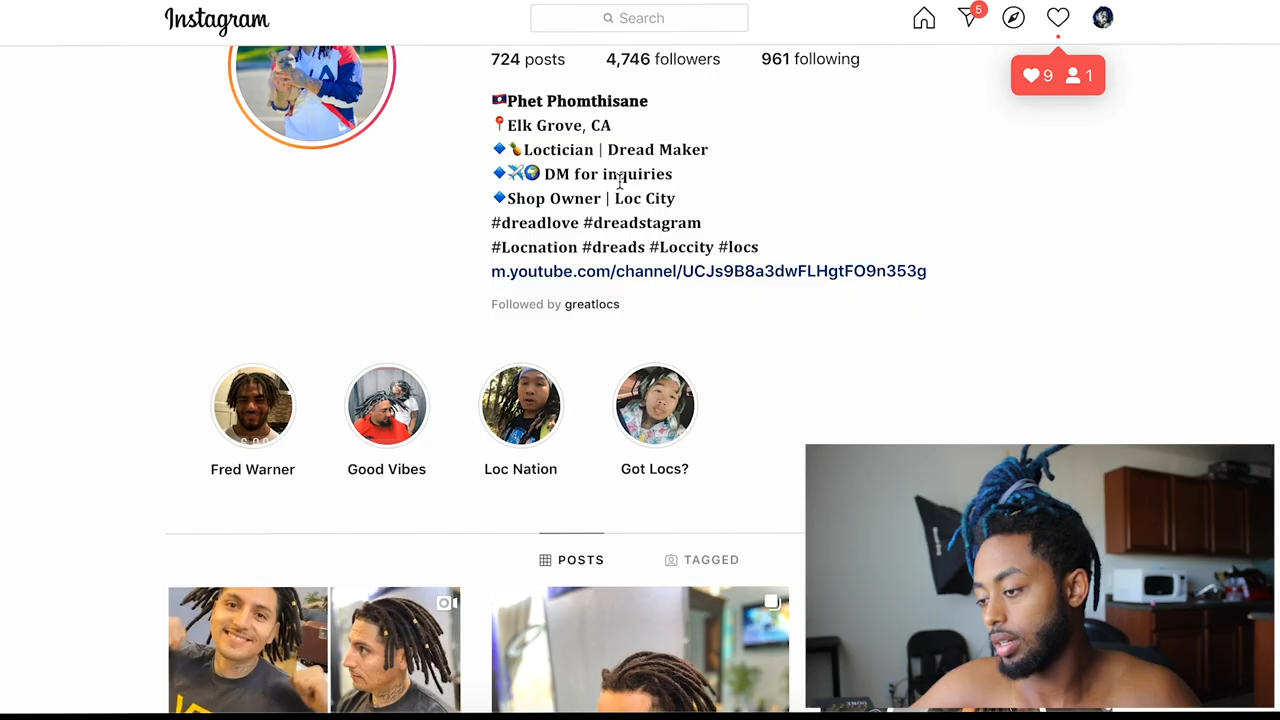 Instagram
Search
5
724 posts 4,746 followers 961 following
9 1
Phet Phomthisane
Elk Grove, CA
Loctician | Dread Maker
DM for inquiries
Shop Owner | Loc City
#dreadlove #dreadstagram
#Locnation #dreads #Loccity #locs
m.youtube.com/channel/UCJs9B8a3dwFLHgtFO9n353g
Followed by greatlocs
Fred Warner Good Vibes Loc Nation Got Locs?
POSTS TAGGED